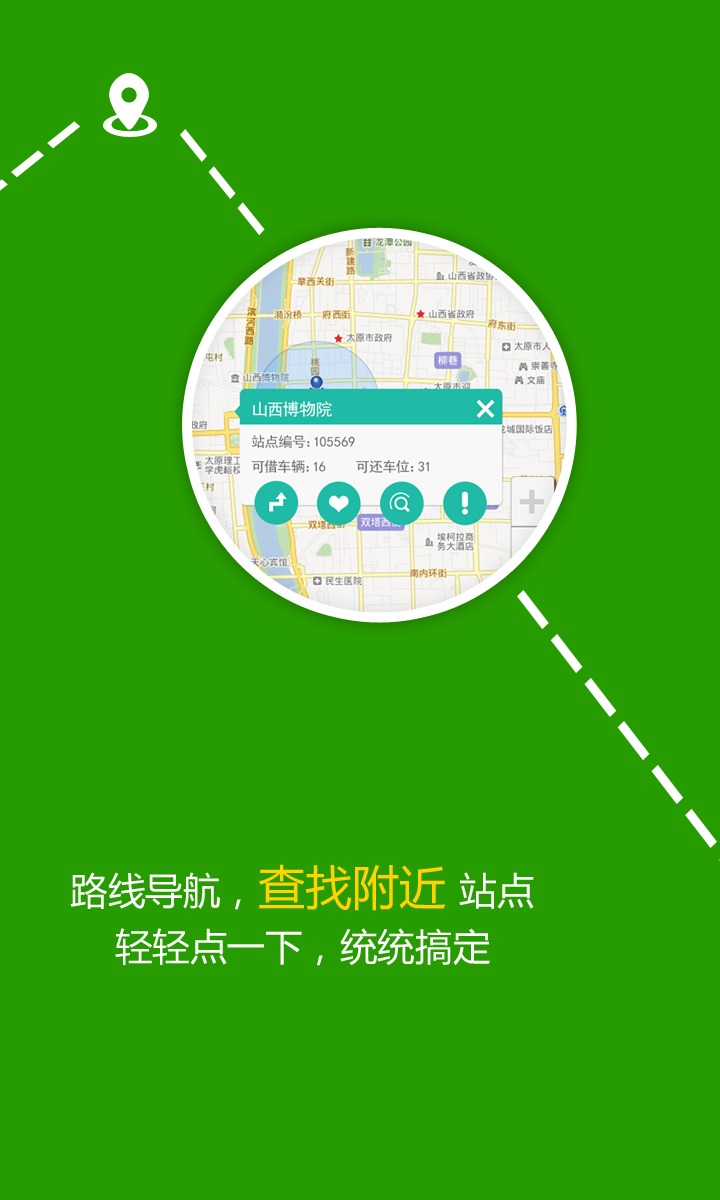 龙潭公园
新建路
山西省政协
旱西关街
滨河西路
漪汾桥
府西街
山西省政府
府东街
太原市政府
太原市人
屯村
柳巷
崇善寺
桃园
山西博物院
文庙
山西博物院
政府
龙城国际饭店
站点编号:105569
太原理工
学虎峪校
可借车辆:16 可还车位:31
双塔西街
双塔西
埃柯拉商
务大酒店
天心宾馆
南内环街
民生医院
路线导航，查找附近 站点
轻轻点一下，统统搞定